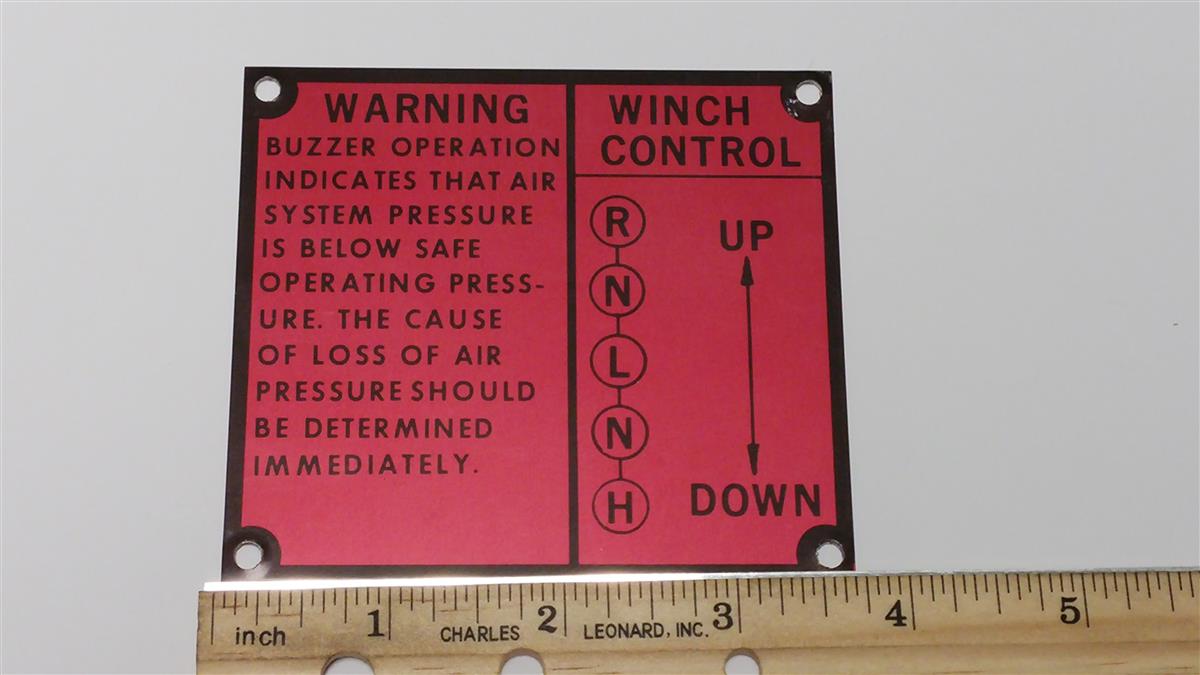 WARNING
BUZZER OPERATION
INDICATES THAT AIR
SYSTEM PRESSURE
IS BELOW SAFE
OPERATING PRESS-
URE. THE CAUSE
OF LOSS OF AIR
PRESSURE SHOULD
BE DETERMINED
IMMEDIATELY.
WINCH
CONTROL
R
N
L
N
H
UP
DOWN
inch 1 CHARLES 2 LEONARD, INC. 3 4 5